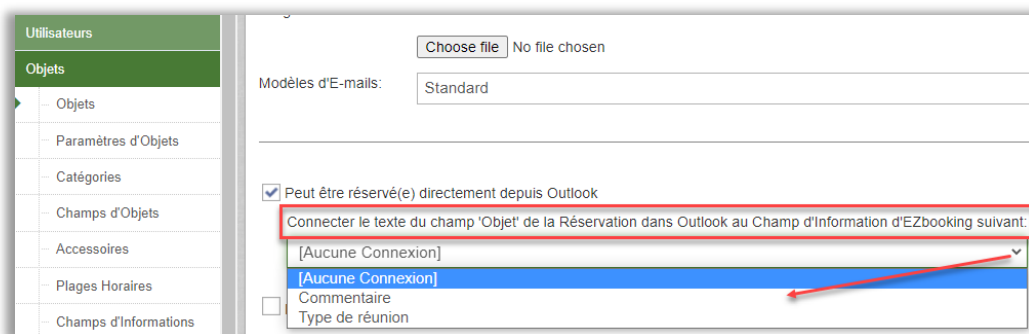 Utilisateurs
Objets
Objets
Paramètres d'Objets
Catégories
Champs d'Objets
Accessoires
Plages Horaires
Champs d'Informations
Choose file No file chosen
Modèles d'E-mails: Standard
Peut être réservé(e) directement depuis Outlook
Connecter le texte du champ 'Objet' de la Réservation dans Outlook au Champ d'Information d'EZbooking suivant:
[Aucune Connexion]
[Aucune Connexion]
Commentaire
Type de réunion